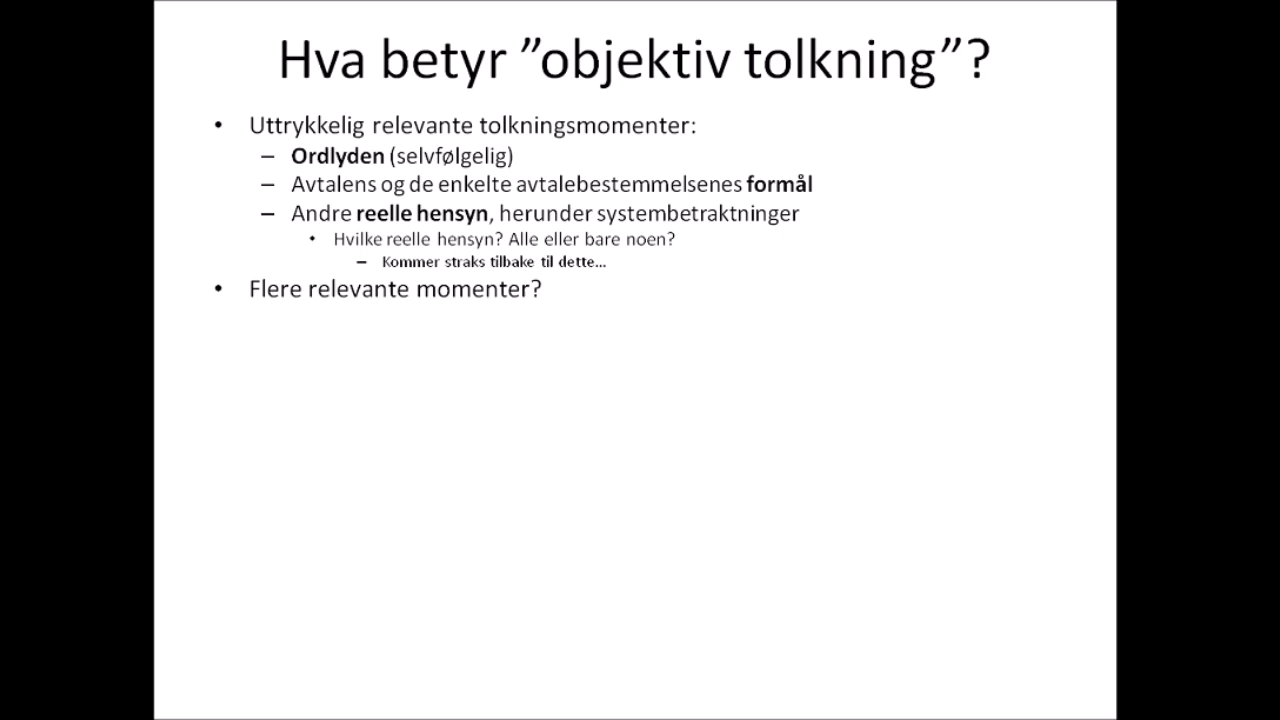 Hva betyr ”objektiv tolkning”?
• Uttrykkelig relevante tolkningsmomenter:
– Ordlyden (selvfølgelig)
– Avtalens og de enkelte avtalebestemmelsenes formål
– Andre reelle hensyn, herunder systembetraktninger
• Hvilke reelle hensyn? Alle eller bare noen?
– Kommer straks tilbake til dette...
• Flere relevante momenter?